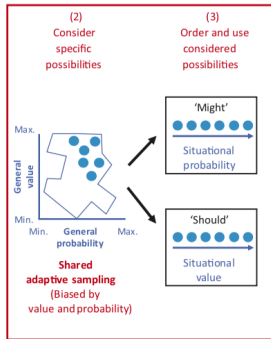 (2)
Consider
specific
possibilities
(3)
Order and use
considered
possibilities
Max.
General
value
Min.
Min.
General
probability
Max.
Shared
adaptive sampling
(Biased by
value and probability)
‘Might’
Situational
probability
‘Should’
Situational
value